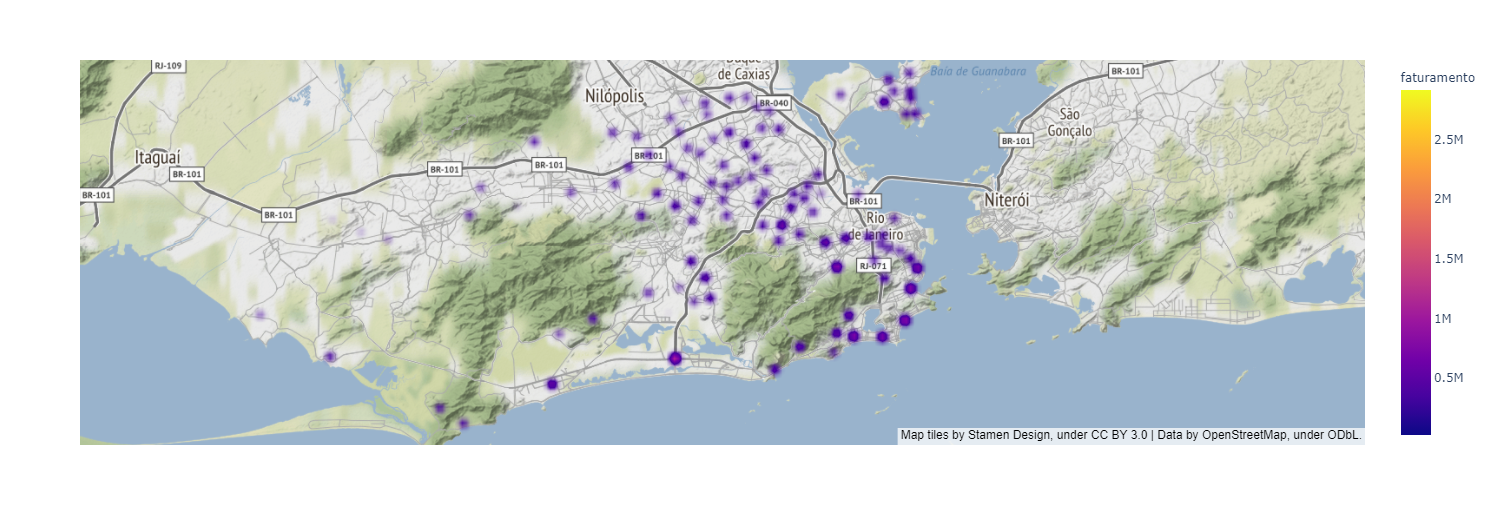 RJ-109
Duque
de Caxias
Baia de Guanabara
BR-101
faturamento
Nilópolis
BR-040
São
Gonçalo
2.5M
BR-101
Itaguaí
BR-101
BR-101
BR-101
BR-101
BR-101
2M
Niterói
BR-101
BR-101
Rio
de Janeiro
1.5M
RJ-071
1M
0.5M
Map tiles by Stamen Design, under CC BY 3.0 | Data by OpenStreetMap, under ODbL.